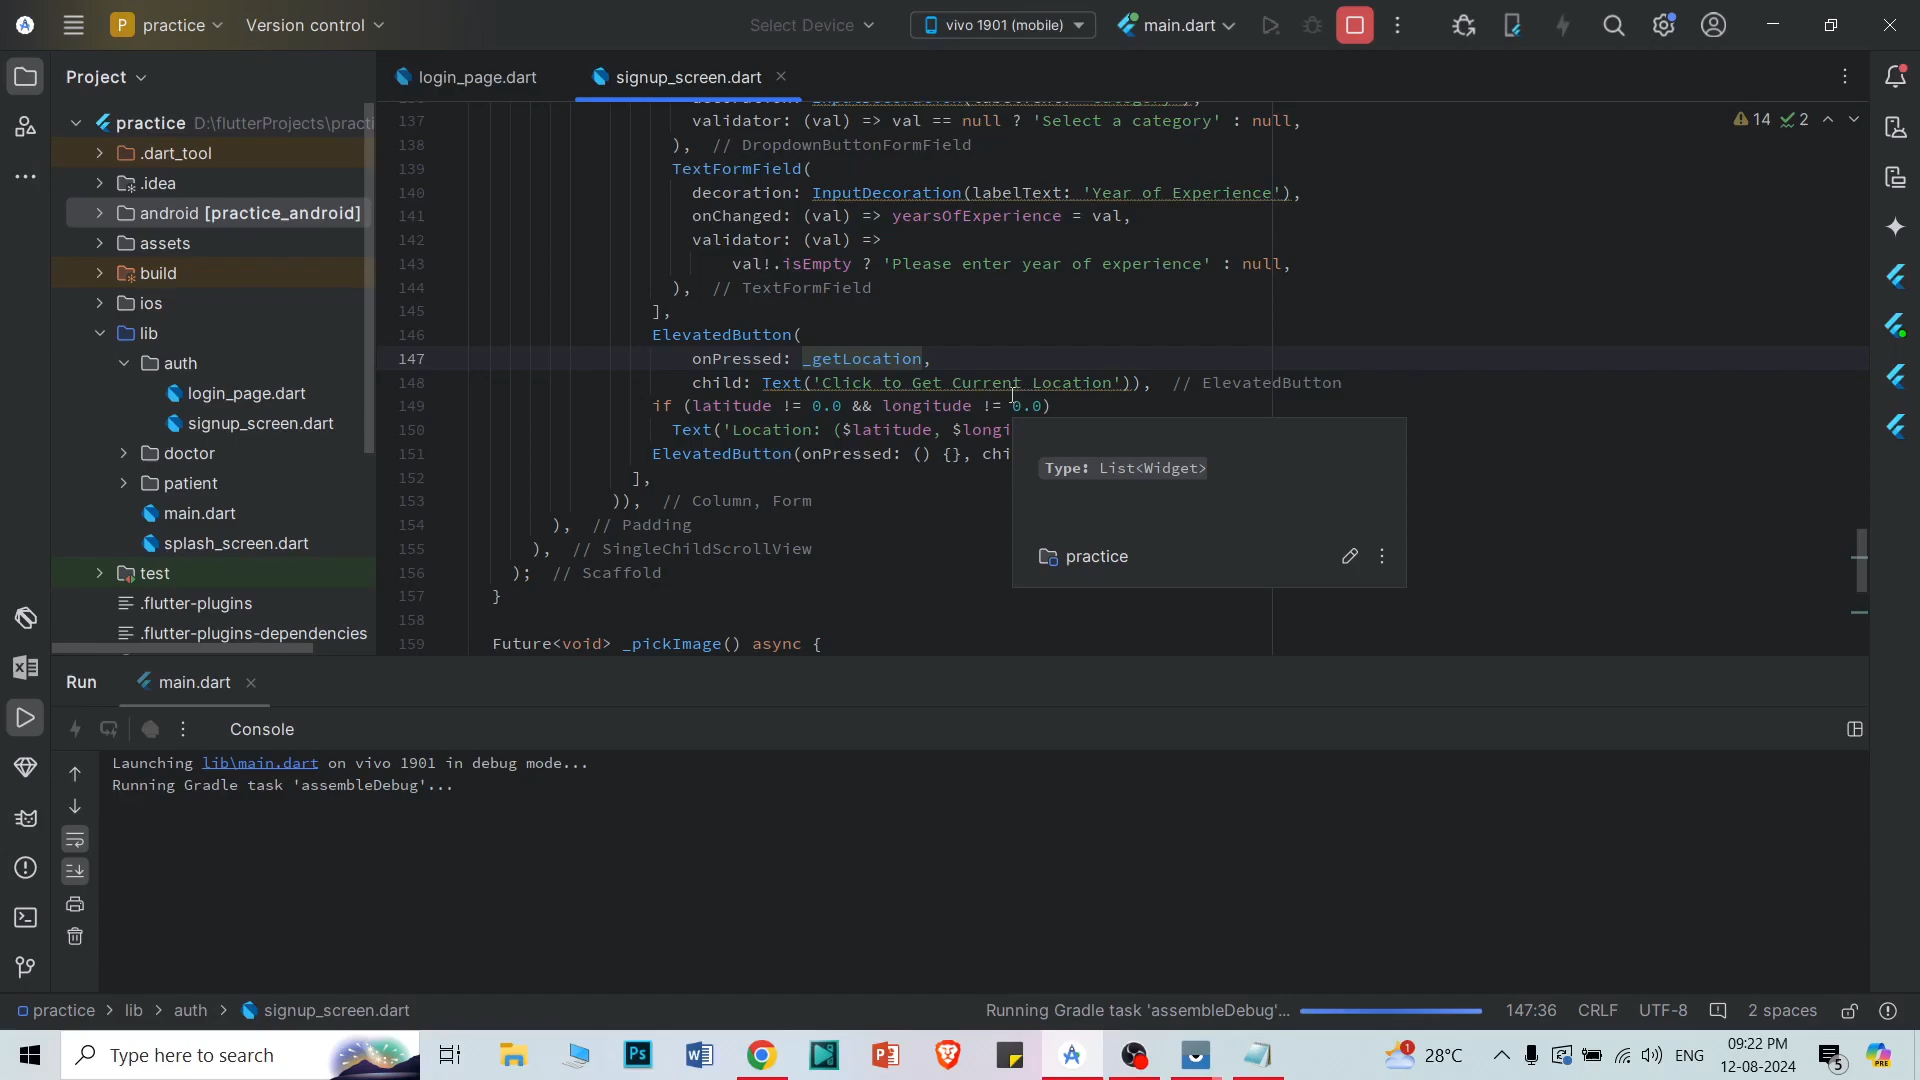 P practice Version control Select Device vivo 1901 (mobile) main.dart
Project login_page.dart signup_screen.dart
practice D:\flutterProjects\practi
.dart_tool
.idea
android [practice_android]
assets
build
ios
lib
auth
login_page.dart
signup_screen.dart
doctor
patient
main.dart
splash_screen.dart
test
.flutter-plugins
.flutter-plugins-dependencies
14 2
137 validator: (val) => val == null ? 'Select a category' : null,
138 ), // DropdownButtonFormField
139 TextFormField(
140 decoration: InputDecoration(labelText: 'Year of Experience'),
141 onChanged: (val) => yearsOfExperience = val,
142 validator: (val) =>
143 val!.isEmpty ? 'Please enter year of experience' : null,
144 ), // TextFormField
145 ],
146 ElevatedButton(
147 onPressed: _getLocation,
148 child: Text('Click to Get Current Location')), // ElevatedButton
149 if (latitude != 0.0 && longitude != 0.0)
150 Text('Location: ($latitude, $longi
151 ElevatedButton(onPressed: () {}, chi
152 ],
153 )), // Column, Form
154 ), // Padding
155 ), // SingleChildScrollView
156 ); // Scaffold
157 }
158
159 Future<void> _pickImage() async {
Type: List<Widget>
practice
Run main.dart
Console
Launching lib\main.dart on vivo 1901 in debug mode...
Running Gradle task 'assembleDebug'...
practice > lib > auth > signup_screen.dart Running Gradle task 'assembleDebug'... 147:36 CRLF UTF-8 2 spaces
Type here to search 1 28°C ENG 09:22 PM
12-08-2024 5